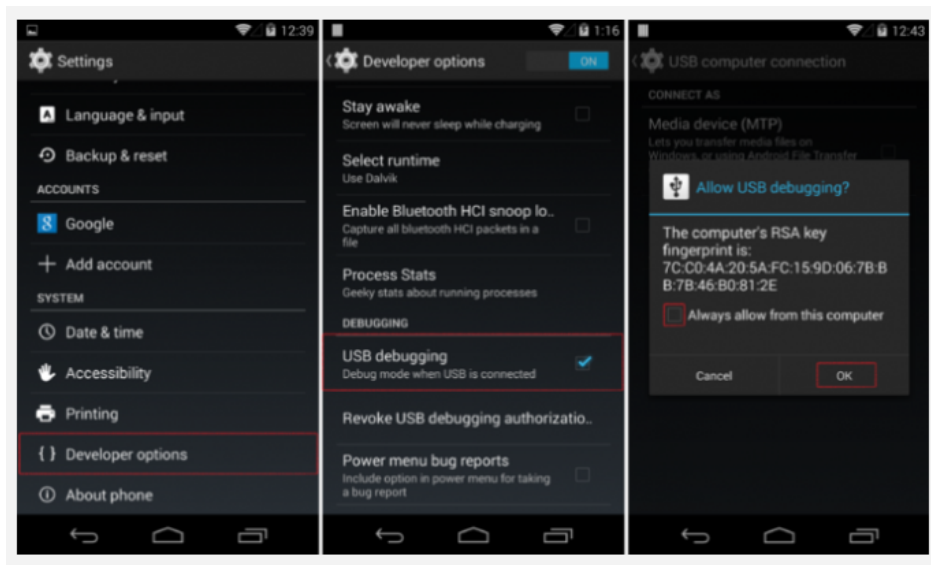 12:39
Settings
Language & input
Backup & reset
ACCOUNTS
Google
Add account
SYSTEM
Date & time
Accessibility
Printing
{ } Developer options
About phone
1:16
Developer options
ON
Stay awake
Screen will never sleep while charging
Select runtime
Use Dalvik
Enable Bluetooth HCI snoop lo..
Capture all bluetooth HCI packets in a
file
Process Stats
Geeky stats about running processes
DEBUGGING
USB debugging
Debug mode when USB is connected
Revoke USB debugging authorizatio..
Power menu bug reports
Include option in power menu for taking
a bug report
12:43
USB computer connection
CONNECT AS
Media device (MTP)
Lets you transfer media files on
Windows, or using Android File Transfer
Allow USB debugging?
The computer's RSA key
fingerprint is:
7C:C0:4A:20:5A:FC:15:9D:06:7B:B
B:7B:46:B0:81:2E
Always allow from this computer
Cancel
OK